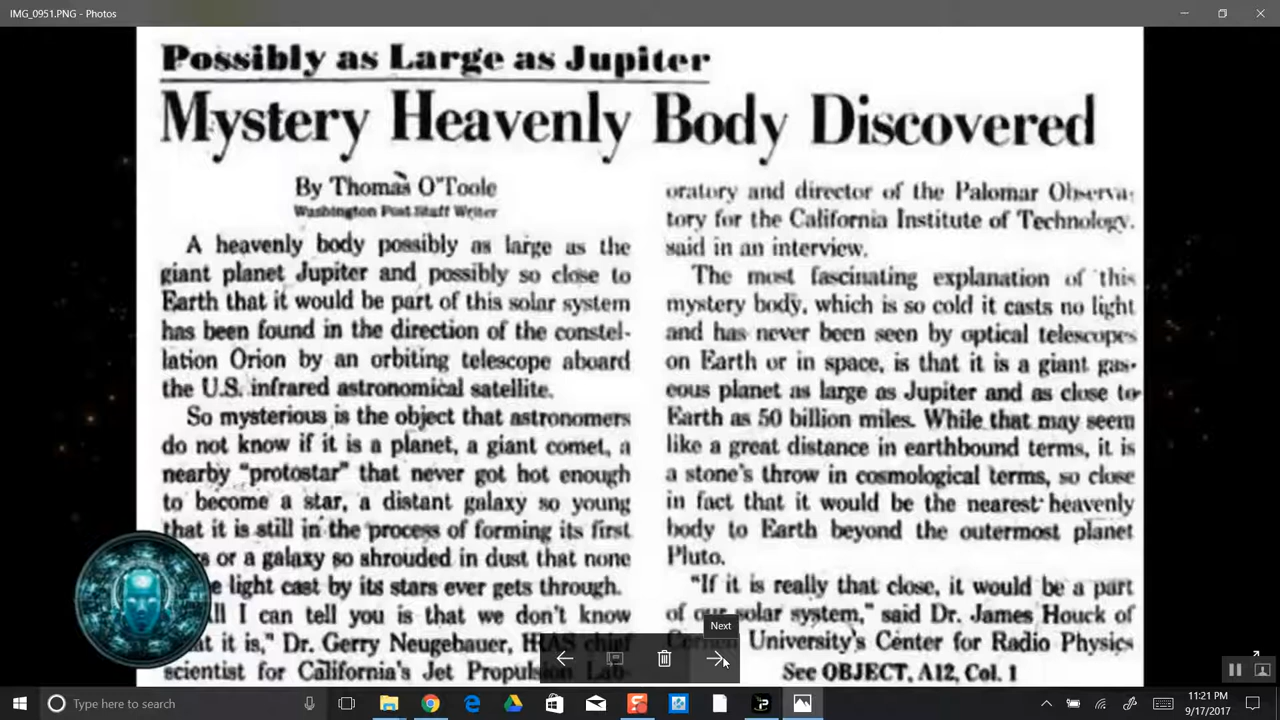 IMG_0951.PNG - Photos
Possibly as Large as Jupiter
Mystery Heavenly Body Discovered
By Thomas O'Toole
Washington Post Staff Writer
A heavenly body possibly as large as the
giant planet Jupiter and possibly so close to
Earth that it would be part of this solar system
has been found in the direction of the constel-
lation Orion by an orbiting telescope aboard
the U.S. infrared astronomical satellite.
So mysterious is the object that astronomers
do not know if it is a planet, a giant comet, a
nearby "protostar" that never got hot enough
to become a star, a distant galaxy so young
that it is still in the process of forming its first
or a galaxy so shrouded in dust that none
light cast by its stars ever gets through.
I can tell you is that we don't know
it is," Dr. Gerry Neugebauer, IRAS chief
scientist for California's Jet Propulsion Lab-
oratory and director of the Palomar Observa-
tory for the California Institute of Technology,
said in an interview.
The most fascinating explanation of this
mystery body, which is so cold it casts no light
and has never been seen by optical telescopes
on Earth or in space, is that it is a giant gas-
eous planet as large as Jupiter and as close to
Earth as 50 billion miles. While that may seem
like a great distance in earthbound terms, it is
a stone's throw in cosmological terms, so close
in fact that it would be the nearest heavenly
body to Earth beyond the outermost planet
Pluto.
"If it is really that close, it would be a part
of our solar system," said Dr. James Houck of
University's Center for Radio Physics
See OBJECT, A12, Col. 1
Next
Type here to search
11:21 PM
9/17/2017